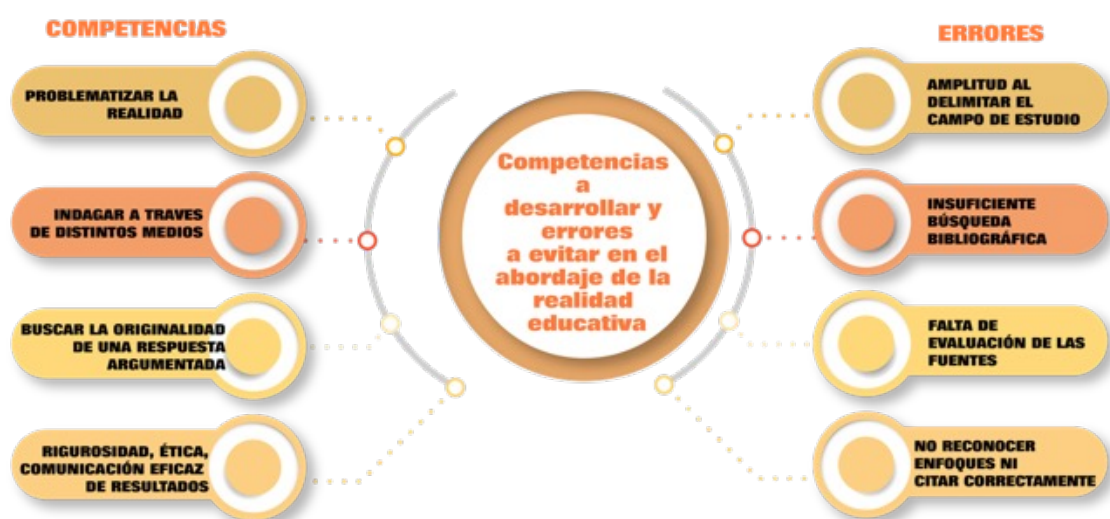 COMPETENCIAS
PROBLEMATIZAR LA
REALIDAD
INDAGAR A TRAVES
DE DISTINTOS MEDIOS
BUSCAR LA ORIGINALIDAD
DE UNA RESPUESTA
ARGUMENTADA
RIGUROSIDAD, ÉTICA,
COMUNICACIÓN EFICAZ
DE RESULTADOS
Competencias
a
desarrollar y
errores
a evitar en el
abordaje de la
realidad
educativa
ERRORES
AMPLITUD AL
DELIMITAR EL
CAMPO DE ESTUDIO
INSUFICIENTE
BÚSQUEDA
BIBLIOGRÁFICA
FALTA DE
EVALUACIÓN DE LAS
FUENTES
NO RECONOCER
ENFOQUES NI
CITAR CORRECTAMENTE